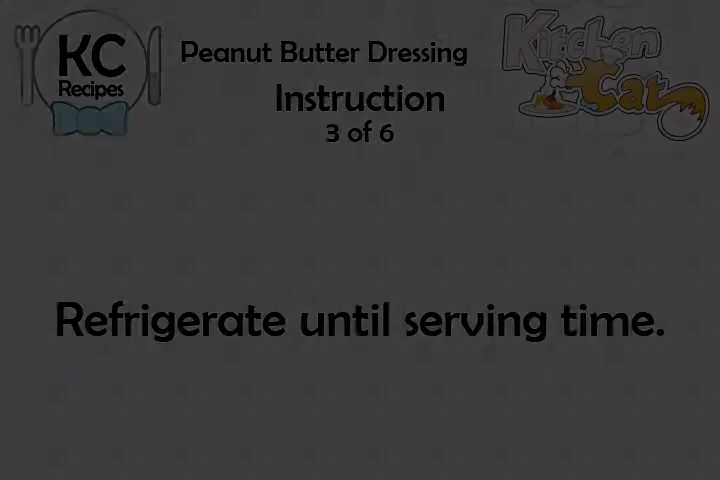 KC
Recipes
Peanut Butter Dressing
Instruction
3 of 6
Kitchen
Cat
Refrigerate until serving time.